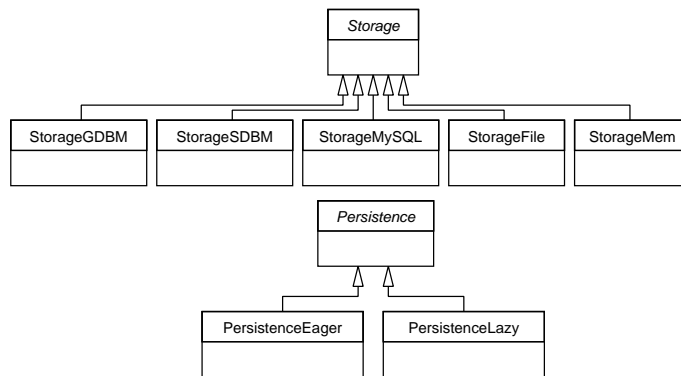 Storage
StorageGDBM StorageSDBM StorageMySQL StorageFile StorageMem
Persistence
PersistenceEager PersistenceLazy